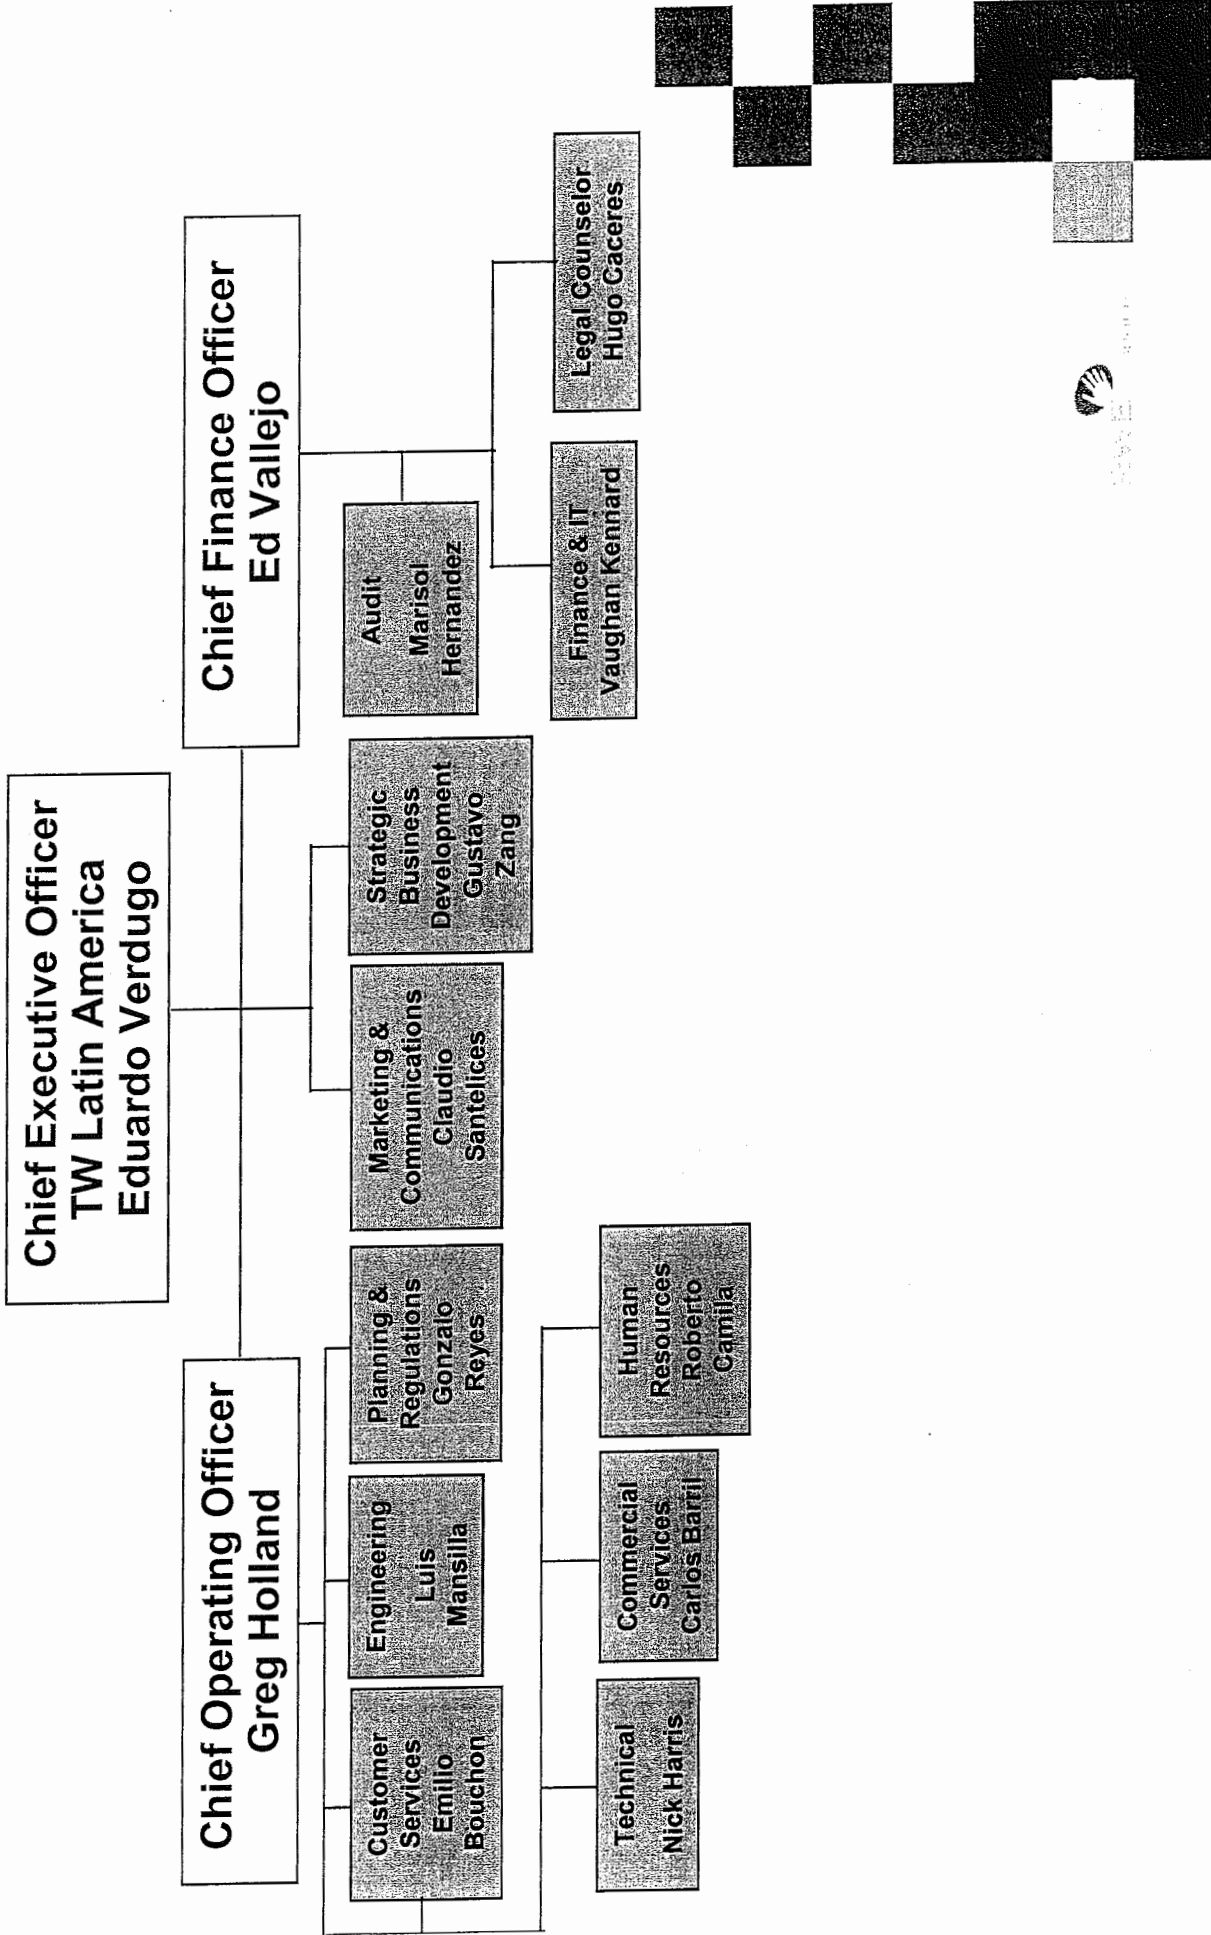 Chief Executive Officer
TW Latin America
Eduardo Verdugo
Chief Operating Officer
Greg Holland
Chief Finance Officer
Ed Vallejo
Customer
Services
Emilio
Bouchon
Engineering
Luis
Mansilla
Planning &
Regulations
Gonzalo
Reyes
Marketing &
Communications
Claudio
Santelices
Strategic
Business
Development
Gustavo
Zang
Audit
Marisol
Hernandez
Technical
Nick Harris
Commercial
Services
Carlos Barril
Human
Resources
Roberto
Camila
Finance & IT
Vaughan Kennard
Legal Counselor
Hugo Caceres